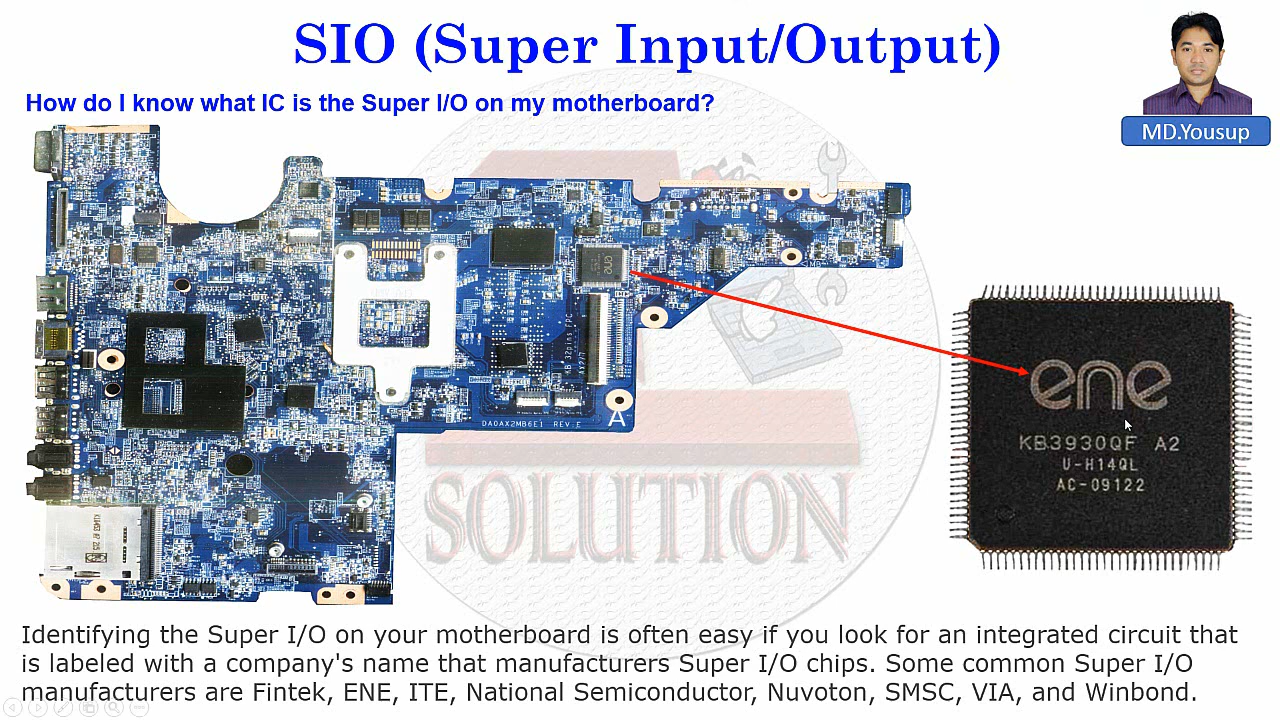 SIO (Super Input/Output)
How do I know what IC is the Super I/O on my motherboard?
MD.Yousup
ene
32pins FPC
ene
KB3930QF A2
U-H14QL
AC-09122
DA0AX2MB6E1 REV.E
A
SOLUTION
Identifying the Super I/O on your motherboard is often easy if you look for an integrated circuit that
is labeled with a company's name that manufacturers Super I/O chips. Some common Super I/O
manufacturers are Fintek, ENE, ITE, National Semiconductor, Nuvoton, SMSC, VIA, and Winbond.